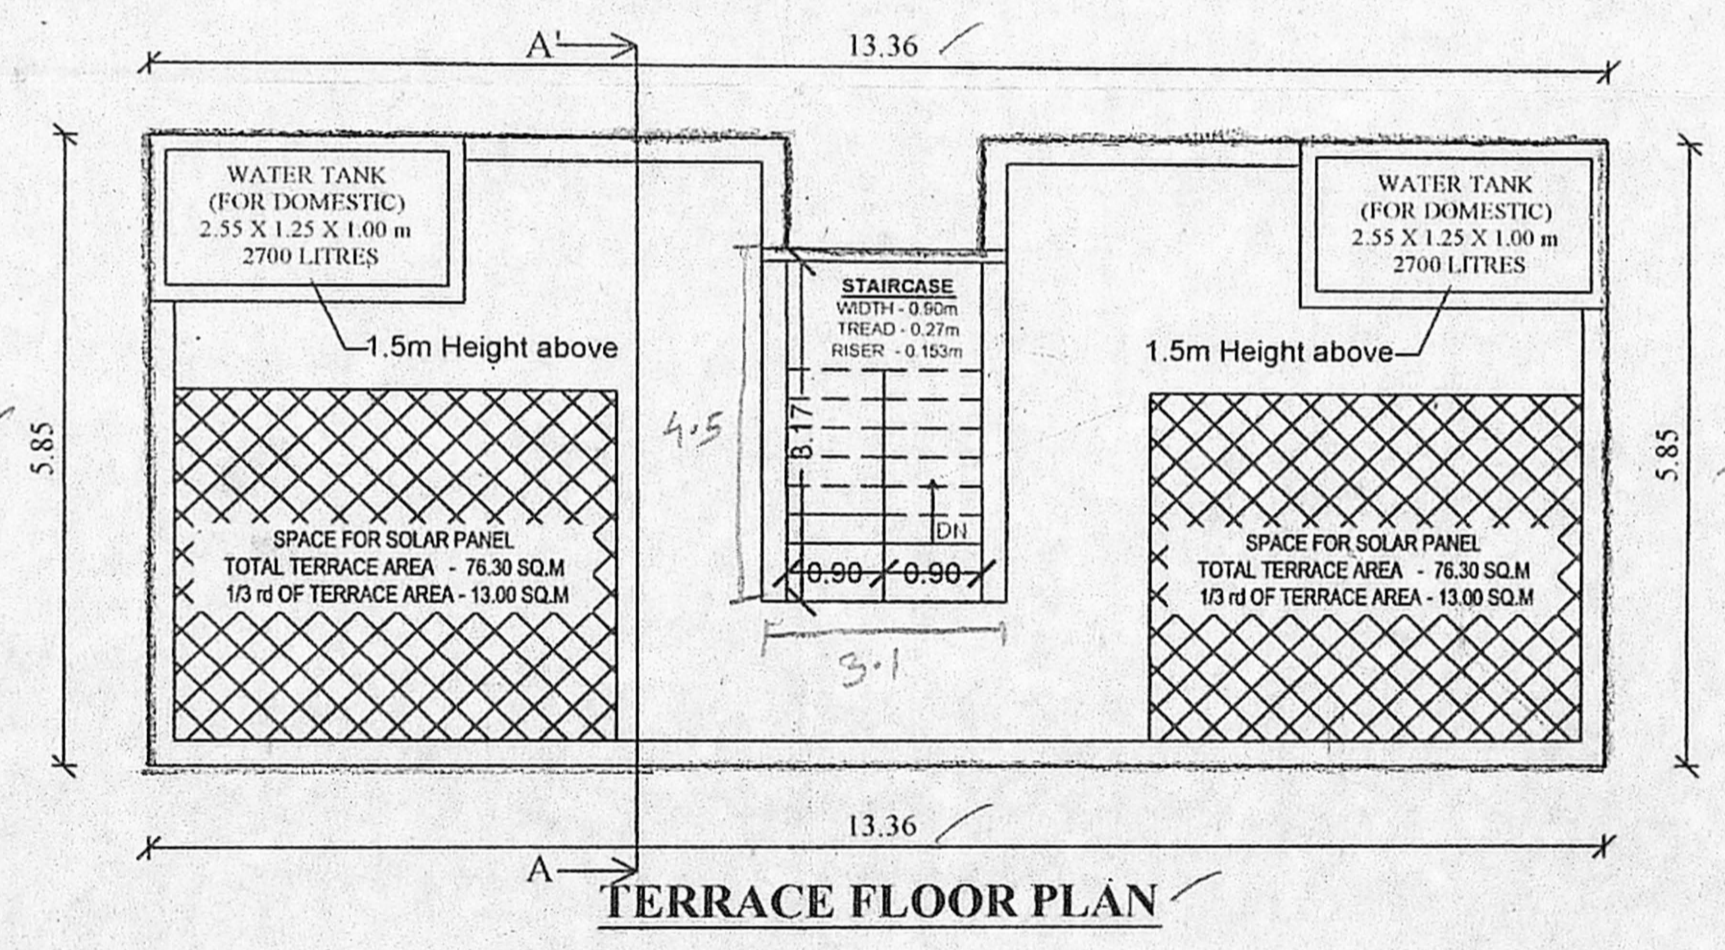 A'
13.36
WATER TANK
(FOR DOMESTIC)
2.55 X 1.25 X 1.00 m
2700 LITRES
WATER TANK
(FOR DOMESTIC)
2.55 X 1.25 X 1.00 m
2700 LITRES
1.5m Height above
STAIRCASE
WIDTH - 0.90m
TREAD - 0.27m
RISER - 0.153m
1.5m Height above
5.85
4.5
3.17
5.85
DN
0.90
0.90
SPACE FOR SOLAR PANEL
TOTAL TERRACE AREA - 76.30 SQ.M
1/3 rd OF TERRACE AREA - 13.00 SQ.M
SPACE FOR SOLAR PANEL
TOTAL TERRACE AREA - 76.30 SQ.M
1/3 rd OF TERRACE AREA - 13.00 SQ.M
3.1
13.36
A
TERRACE FLOOR PLAN